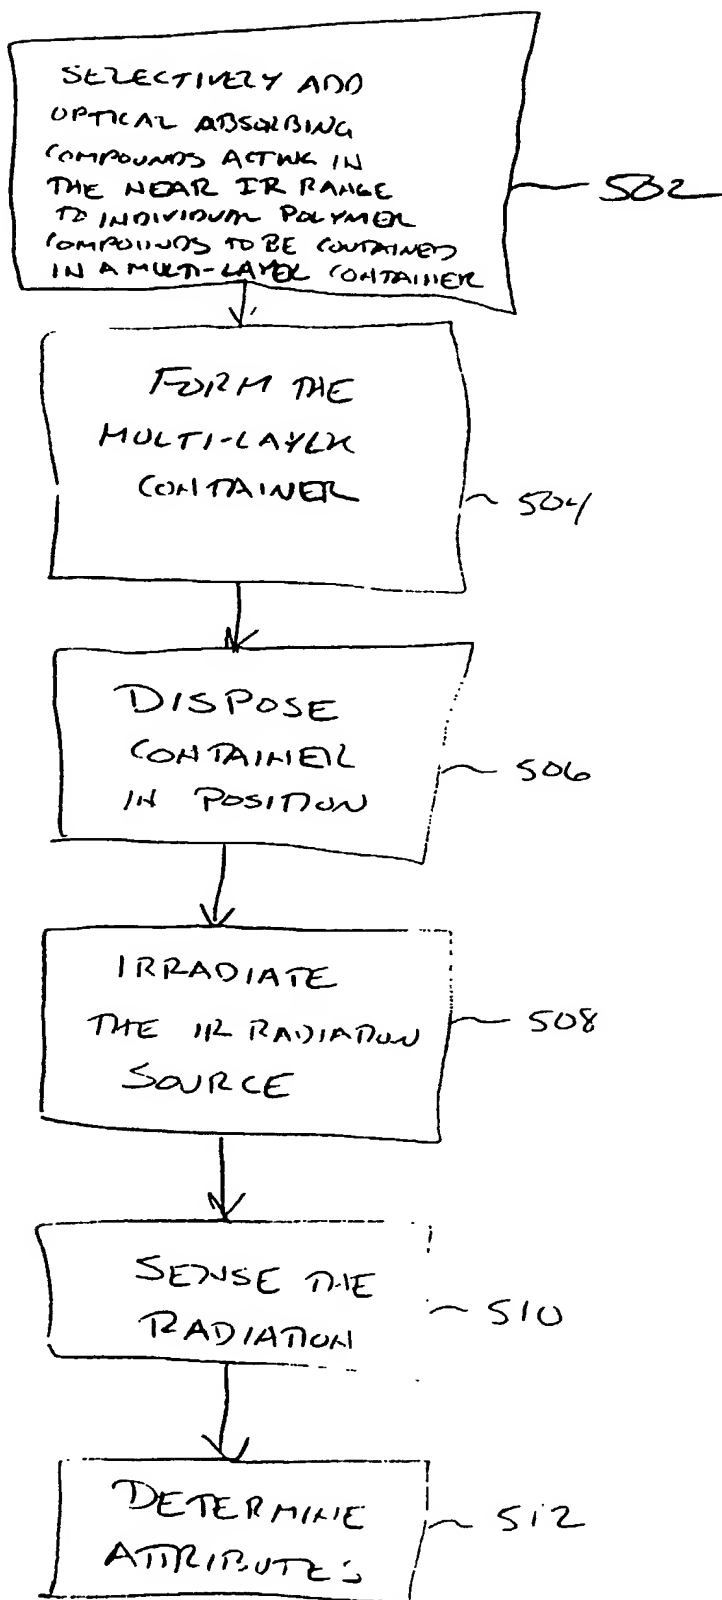 SELECTIVELY ADD
OPTICAL ABSORBING
COMPOUNDS ACTING IN
THE NEAR IR RANGE
TO INDIVIDUAL POLYMER
COMPOUNDS TO BE CONTAINED
IN A MULTI-LAYER CONTAINER
502
FORM THE
MULTI-LAYER
CONTAINER
504
DISPOSE
CONTAINER
IN POSITION
506
IRRADIATE
THE IR RADIATION
SOURCE
508
SENSE THE
RADIATION
510
DETERMINE
ATTRIBUTES
512